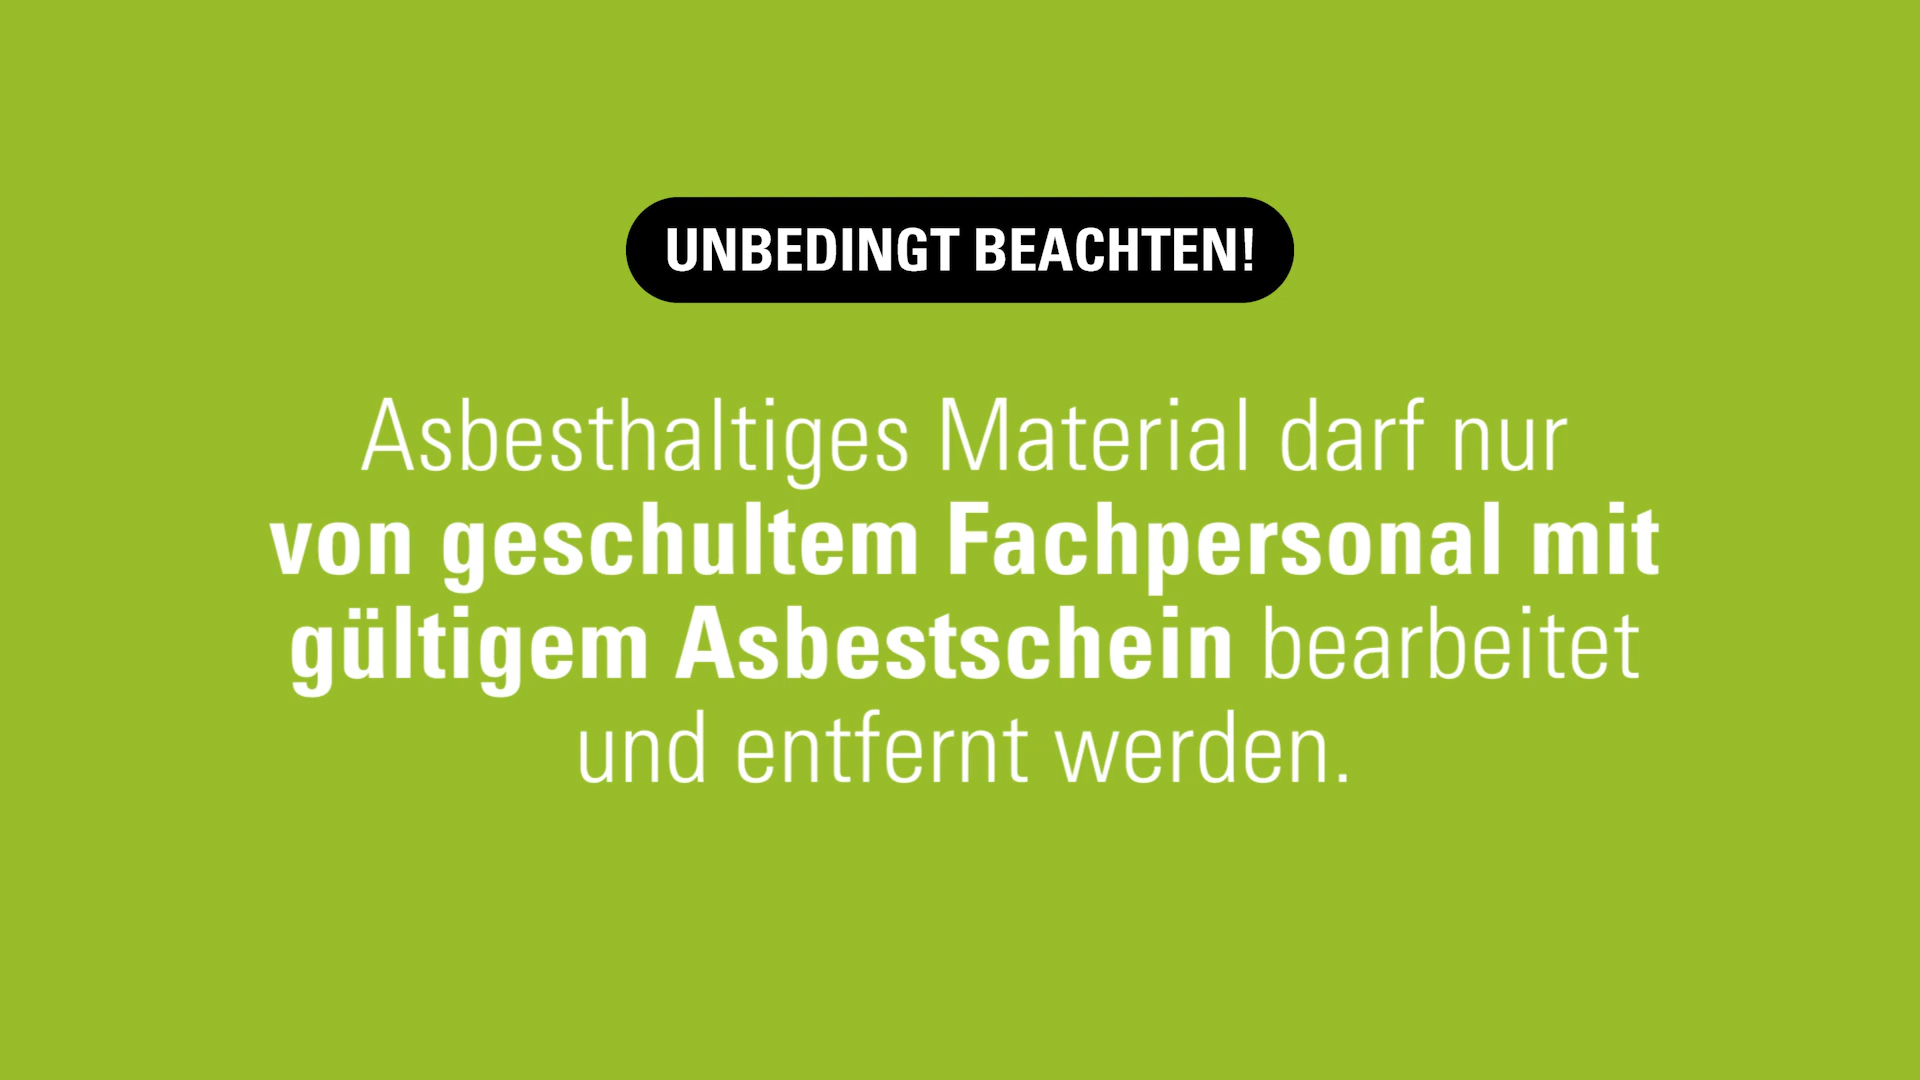 UNBEDINGT BEACHTEN!
Asbesthaltiges Material darf nur
von geschultem Fachpersonal mit
gültigem Asbestschein bearbeitet
und entfernt werden.